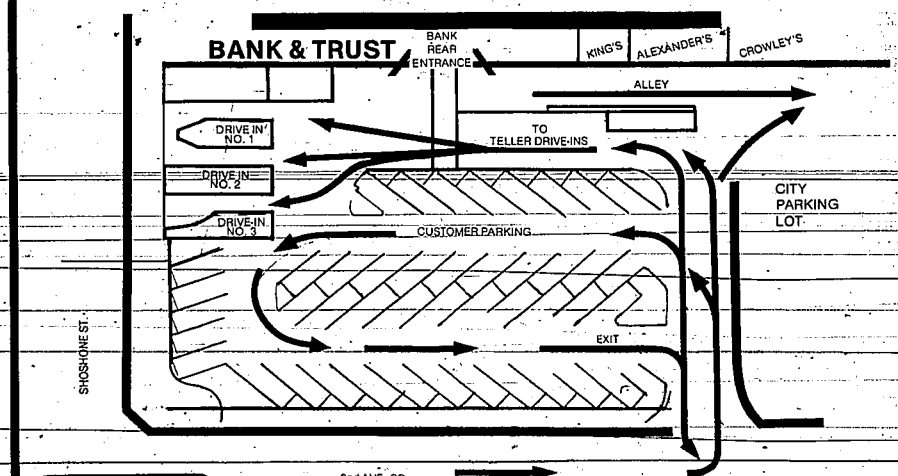 BANK & TRUST
BANK
REAR
ENTRANCE
KING'S
ALEXANDER'S
CROWLEY'S
ALLEY
DRIVE IN
NO. 1
TO
TELLER DRIVE-INS
DRIVE IN
NO. 2
CITY
PARKING
LOT
DRIVE-IN
NO. 3
CUSTOMER PARKING
SHOSHONE ST.
EXIT